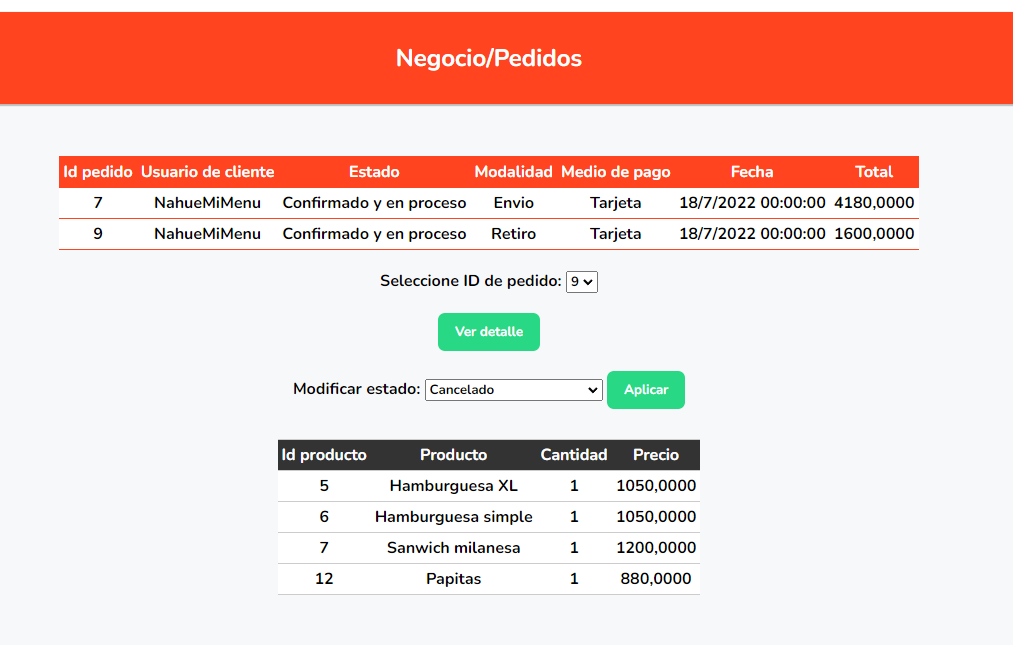 Negocio/Pedidos
Id pedido Usuario de cliente Estado Modalidad Medio de pago Fecha Total
7 NahueMiMenu Confirmado y en proceso Envio Tarjeta 18/7/2022 00:00:00 4180,0000
9 NahueMiMenu Confirmado y en proceso Retiro Tarjeta 18/7/2022 00:00:00 1600,0000
Seleccione ID de pedido: 9
Ver detalle
Modificar estado: Cancelado Aplicar
Id producto Producto Cantidad Precio
5 Hamburguesa XL 1 1050,0000
6 Hamburguesa simple 1 1050,0000
7 Sanwich milanesa 1 1200,0000
12 Papitas 1 880,0000